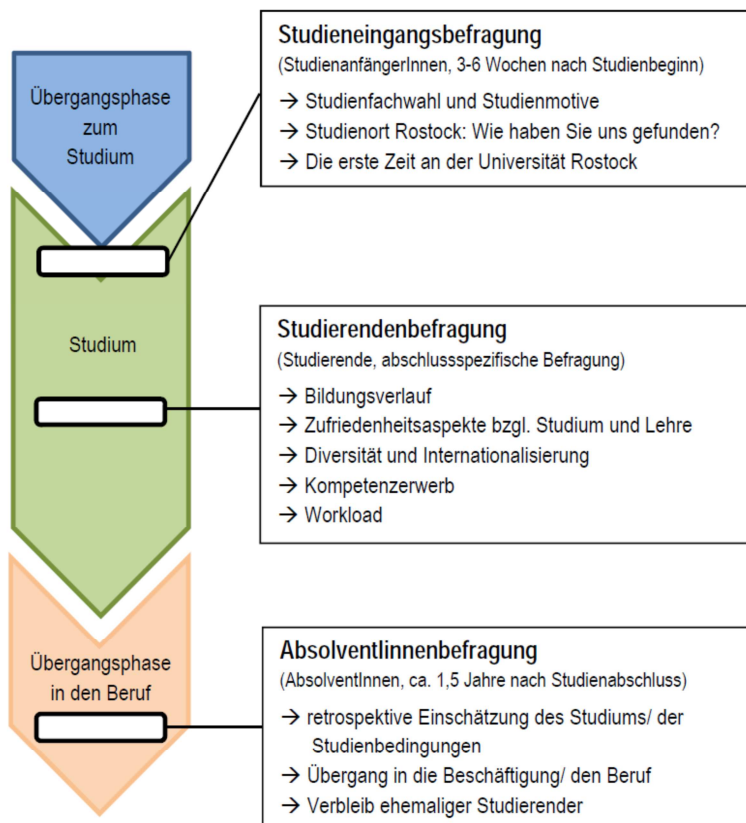 Übergangsphase
zum
Studium
Studieneingangsbefragung
(StudienanfängerInnen, 3-6 Wochen nach Studienbeginn)
→ Studienfachwahl und Studienmotive
→ Studienort Rostock: Wie haben Sie uns gefunden?
→ Die erste Zeit an der Universität Rostock
Studium
Studierendenbefragung
(Studierende, abschlussspezifische Befragung)
→ Bildungsverlauf
→ Zufriedenheitsaspekte bzgl. Studium und Lehre
→ Diversität und Internationalisierung
→ Kompetenzerwerb
→ Workload
Übergangsphase
in den Beruf
AbsolventIinnenbefragung
(AbsolventInnen, ca. 1,5 Jahre nach Studienabschluss)
→ retrospektive Einschätzung des Studiums/ der
Studienbedingungen
→ Übergang in die Beschäftigung/ den Beruf
→ Verbleib ehemaliger Studierender